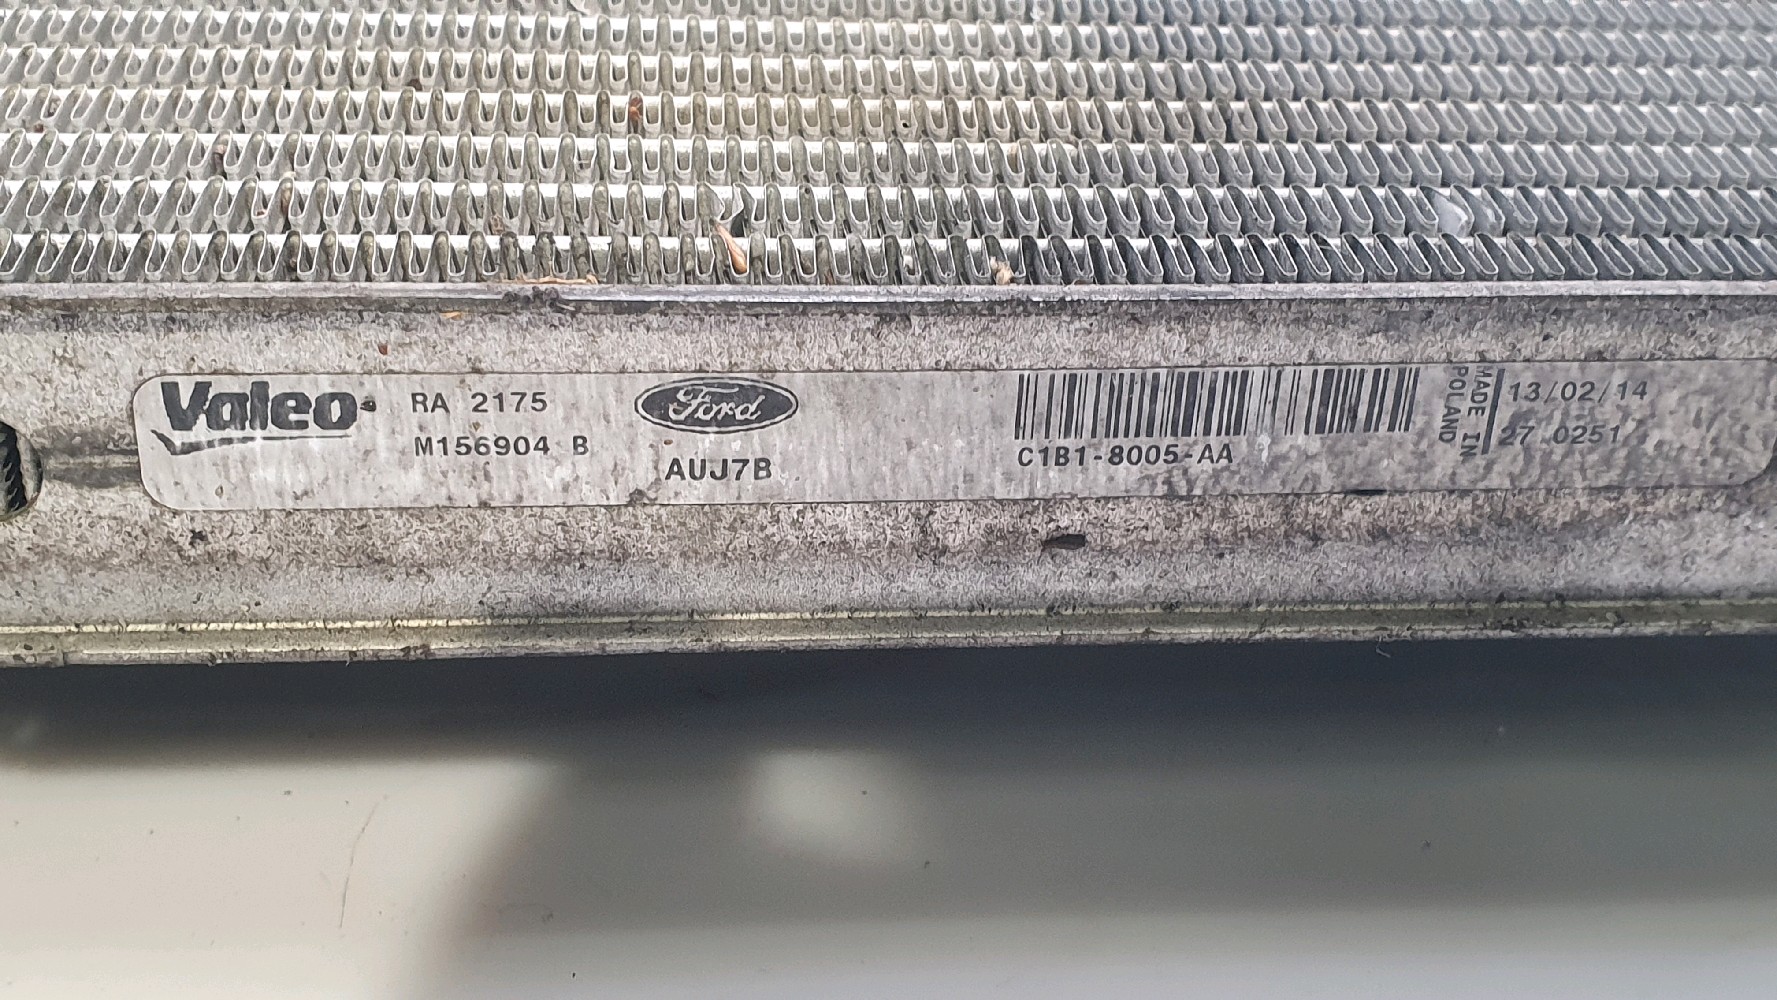 Valeo RA 2175
M156904 B
Ford
AUJ7B
C1B1-8005-AA
MADE IN
POLAND
13/02/14
27 0251